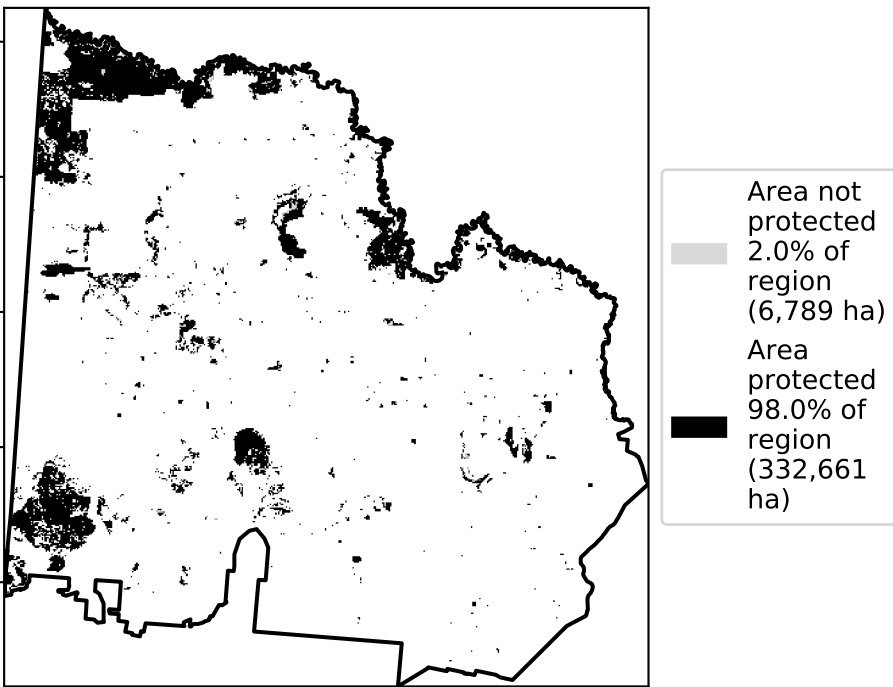 Area not
protected
2.0% of
region
(6,789 ha)
Area
protected
98.0% of
region
(332,661
ha)